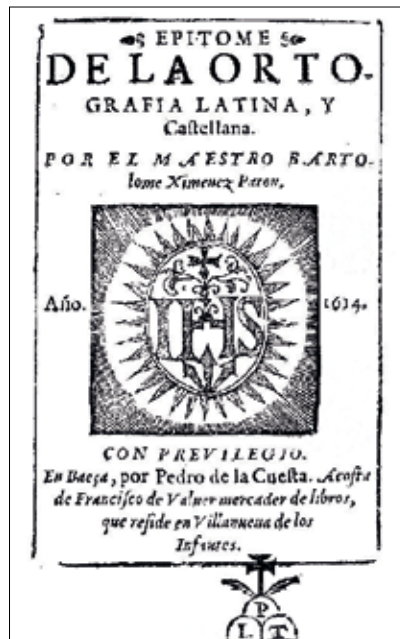 EPITOME
DE LA ORTO-
GRAFIA LATINA, Y
Caſtellana.
POR EL MAESTRO BARTO-
lome Ximenez Paton.
Año.
IHS
1614.
CON PREVILEGIO.
En Baeça, por Pedro de la Cueſta. Acoſta
de Franciſco de Valuer mercader de libros,
que reſide en Villanueua de los
Infantes.
P
L T